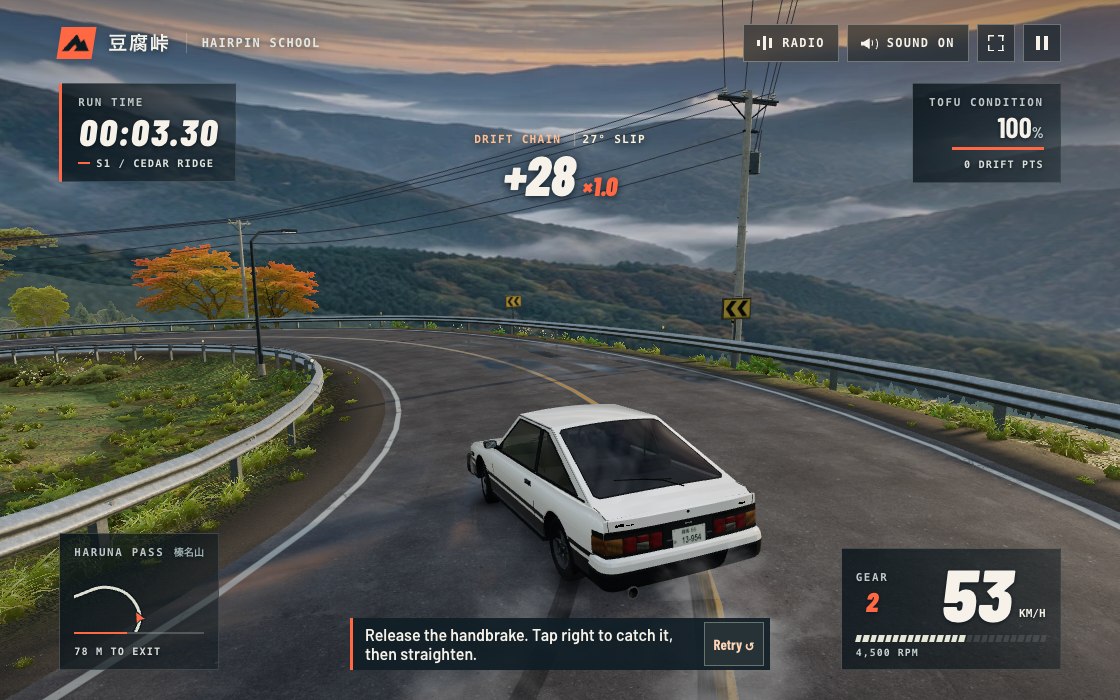 豆腐峠
HAIRPIN SCHOOL
RADIO
SOUND ON
RUN TIME
00:03.30
S1 / CEDAR RIDGE
DRIFT CHAIN
27° SLIP
+28 ×1.0
TOFU CONDITION
100%
0 DRIFT PTS
13-954
HARUNA PASS 榛名山
78 M TO EXIT
Release the handbrake. Tap right to catch it,
then straighten.
Retry ↺
GEAR
2
53 KM/H
4,500 RPM